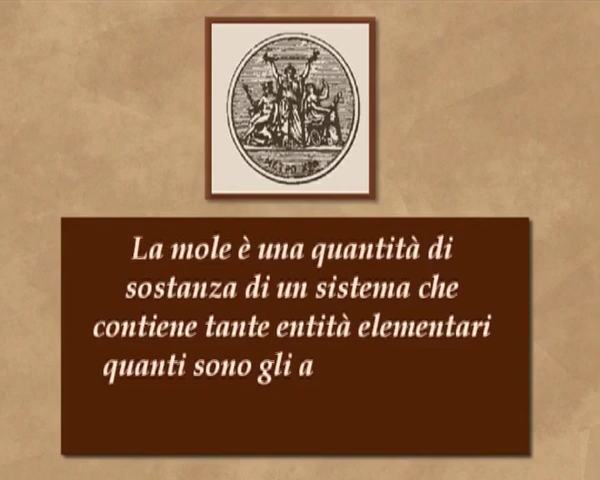 La mole è una quantità di
sostanza di un sistema che
contiene tante entità elementari
quanti sono gli a